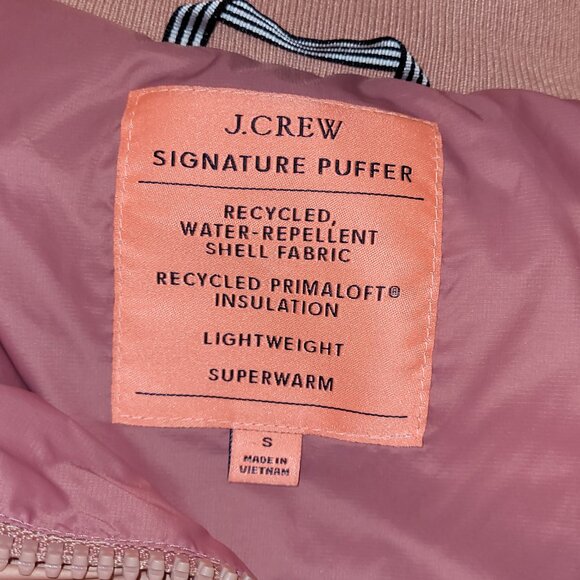 J.CREW
SIGNATURE PUFFER
RECYCLED,
WATER-REPELLENT
SHELL FABRIC
RECYCLED PRIMALOFT®
INSULATION
LIGHTWEIGHT
SUPERWARM
S
MADE IN
VIETNAM